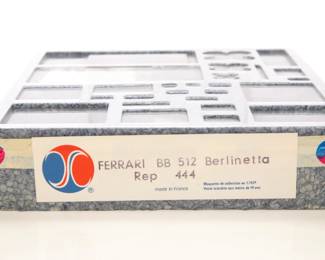 FERRARI BB 512 Berlinetta
Rep 444
made in France
®